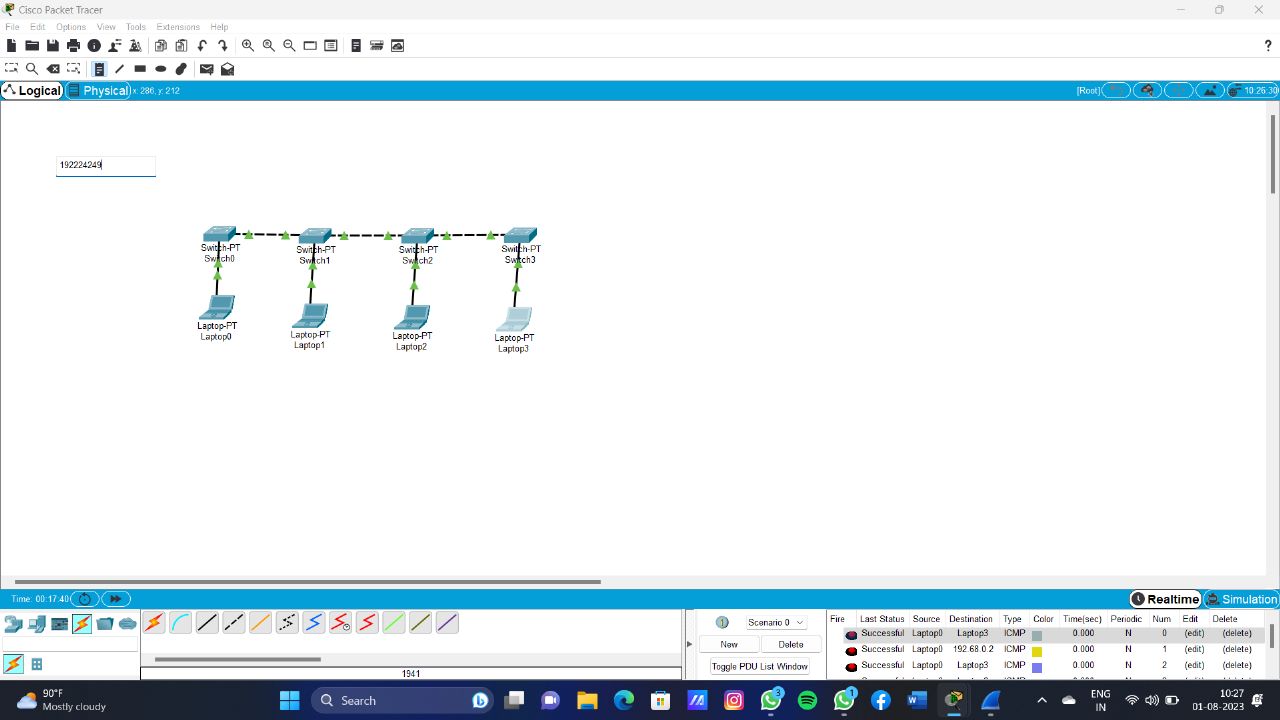 Cisco Packet Tracer
File Edit Options View Tools Extensions Help
?
Logical Physical x: 286, y: 212 [Root] 10:26:30
192224249
Switch-PT Switch-PT Switch-PT Switch-PT
Switch0 Switch1 Switch2 Switch3
Laptop-PT Laptop-PT Laptop-PT Laptop-PT
Laptop0 Laptop1 Laptop2 Laptop3
Time: 00:17:40 Realtime Simulation
Scenario 0 Fire Last Status Source Destination Type Color Time(sec) Periodic Num Edit Delete
Successful Laptop0 Laptop3 ICMP 0.000 N 0 (edit) (delete)
New Delete Successful Laptop0 192.68.0.2 ICMP 0.000 N 1 (edit) (delete)
Toggle PDU List Window Successful Laptop0 Laptop3 ICMP 0.000 N 2 (edit) (delete)
1941
90°F
Mostly cloudy
Search
3
1
ENG
IN
10:27
01-08-2023